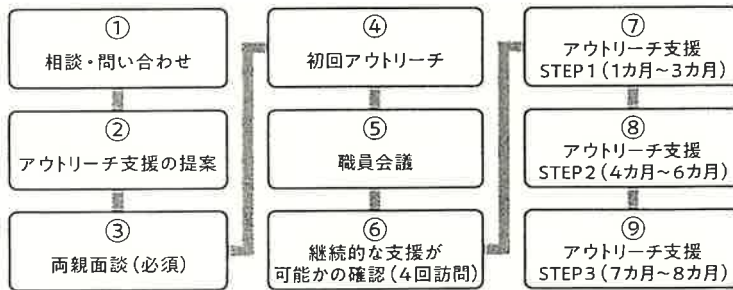 ①
相談・問い合わせ
②
アウトリーチ支援の提案
③
両親面談(必須)
④
初回アウトリーチ
⑤
職員会議
⑥
継続的な支援が
可能かの確認(4回訪問)
⑦
アウトリーチ支援
STEP1(1カ月~3カ月)
⑧
アウトリーチ支援
STEP2(4カ月~6カ月)
⑨
アウトリーチ支援
STEP3(7カ月~8カ月)